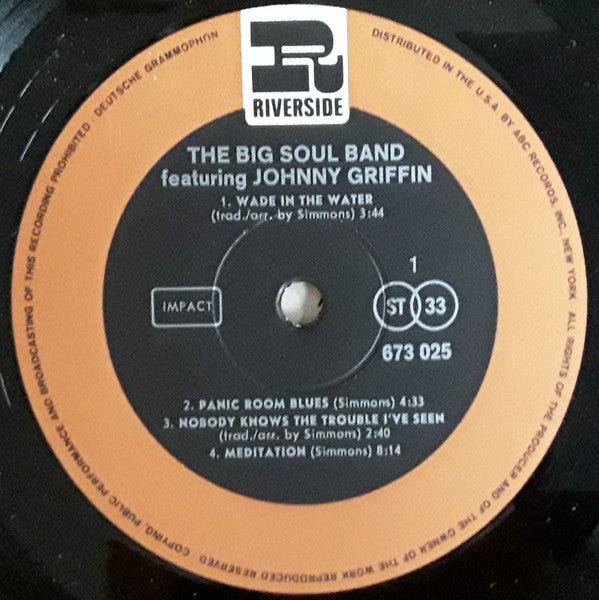 R
RIVERSIDE
THE BIG SOUL BAND
featuring JOHNNY GRIFFIN
1. WADE IN THE WATER
(trad./arr. by Simmons) 3:44
IMPACT
1
ST 33
673 025
2. PANIC ROOM BLUES (Simmons) 4:33
3. NOBODY KNOWS THE TROUBLE I'VE SEEN
(trad./arr. by Simmons) 2:40
4. MEDITATION (Simmons) 8:14
DISTRIBUTED IN THE U.S.A. BY ABC RECORDS, INC., NEW YORK. ALL RIGHTS OF THE PRODUCER AND OF THE OWNER OF THE WORK REPRODUCED RESERVED COPYING, PUBLIC PERFORMANCE AND BROADCASTING OF THIS RECORDING PROHIBITED. DEUTSCHE GRAMMOPHON